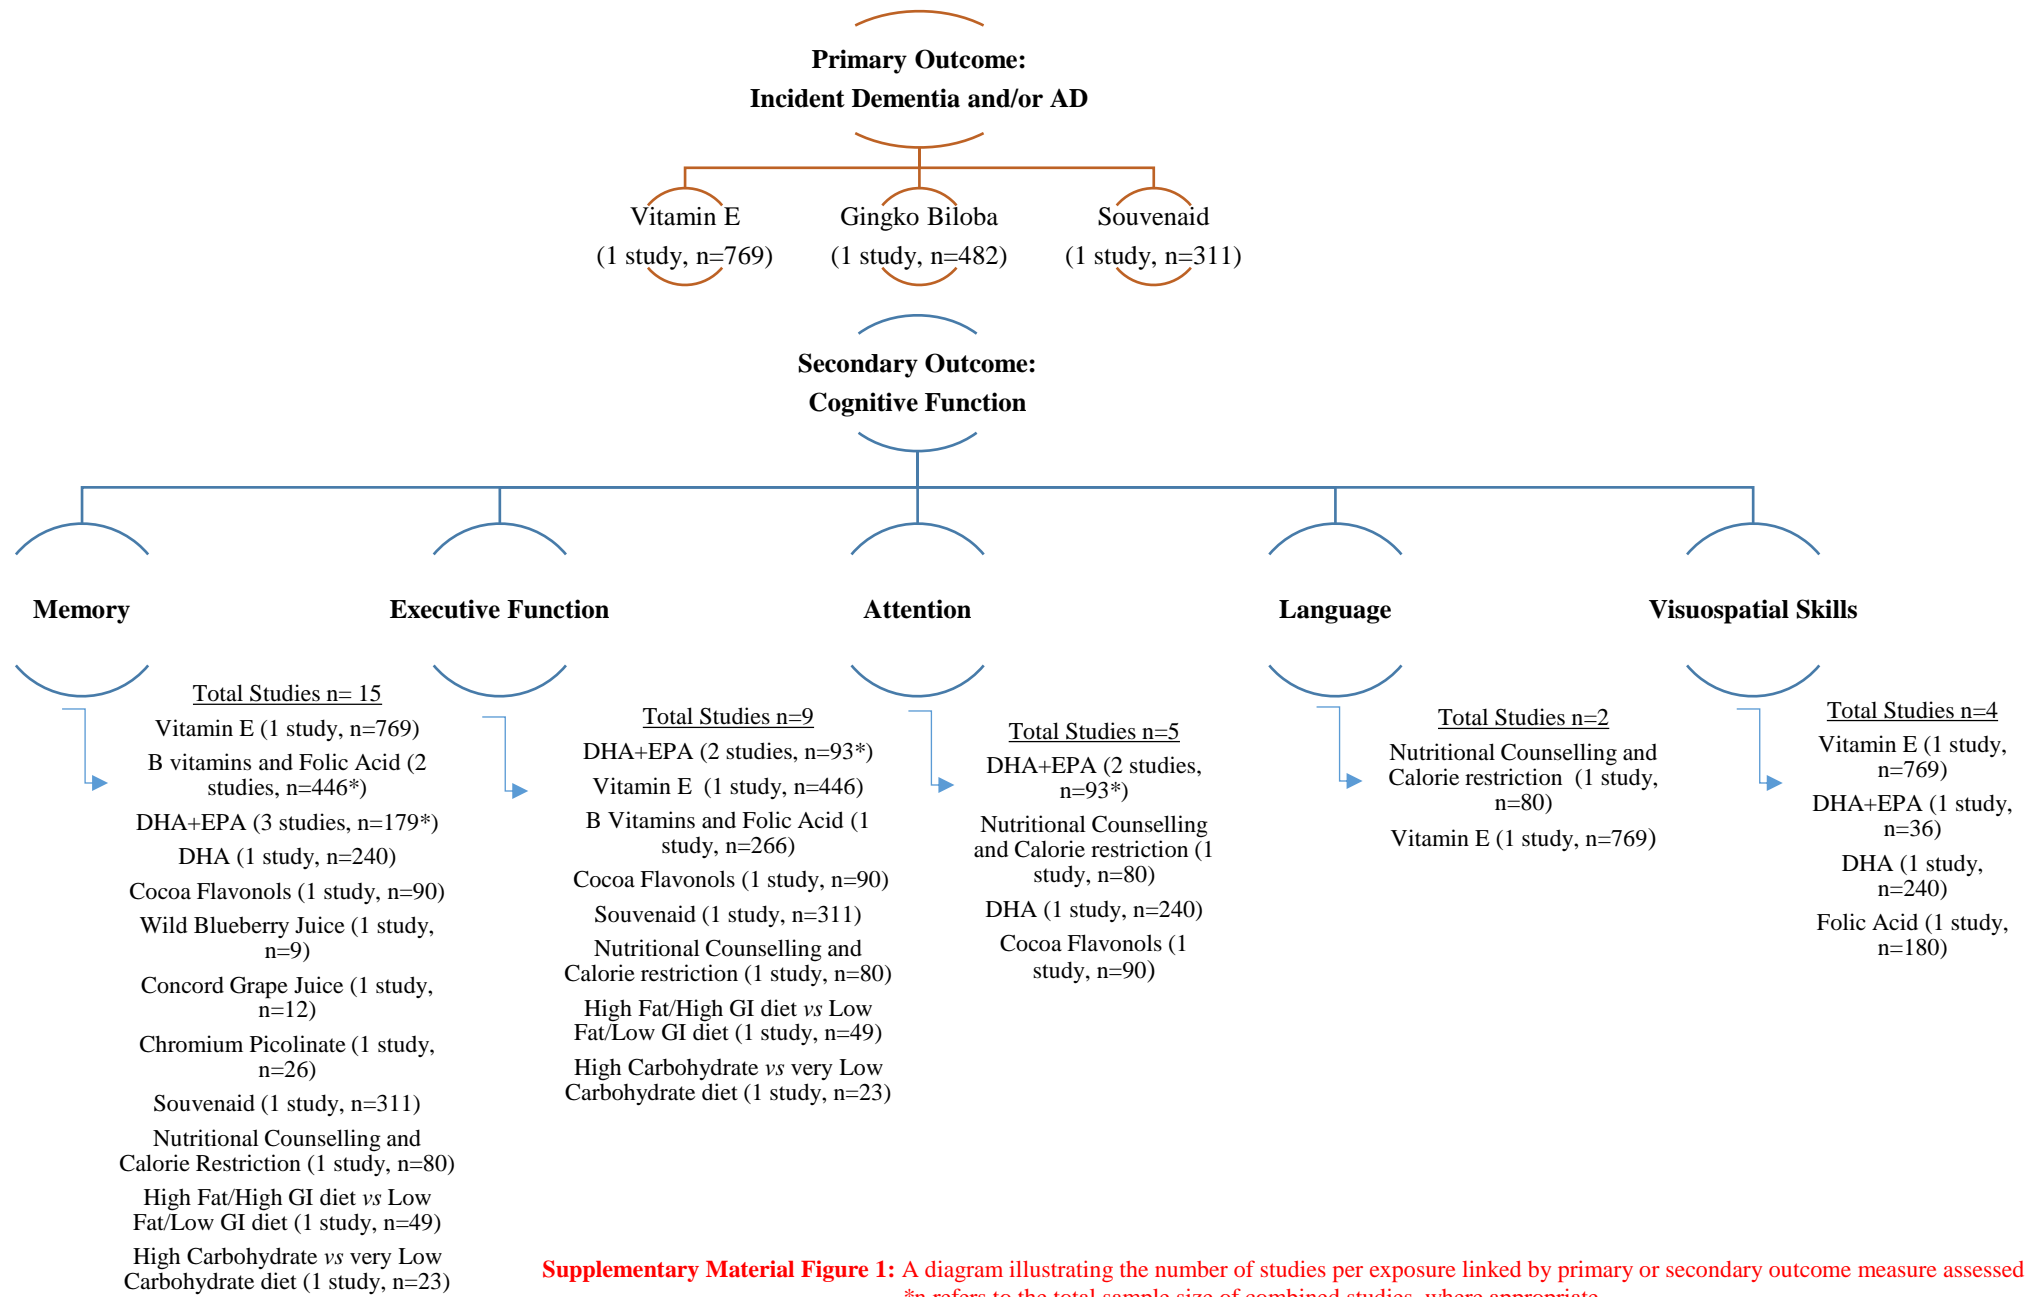 Primary Outcome:
Incident Dementia and/or AD
Vitamin E
(1 study, n=769)
Gingko Biloba
(1 study, n=482)
Souvenaid
(1 study, n=311)
Secondary Outcome:
Cognitive Function
Memory
Executive Function
Attention
Language
Visuospatial Skills
Total Studies n= 15
Vitamin E (1 study, n=769)
B vitamins and Folic Acid (2
studies, n=446*)
DHA+EPA (3 studies, n=179*)
DHA (1 study, n=240)
Cocoa Flavonols (1 study, n=90)
Wild Blueberry Juice (1 study,
n=9)
Concord Grape Juice (1 study,
n=12)
Chromium Picolinate (1 study,
n=26)
Souvenaid (1 study, n=311)
Nutritional Counselling and
Calorie Restriction (1 study, n=80)
High Fat/High GI diet vs Low
Fat/Low GI diet (1 study, n=49)
High Carbohydrate vs very Low
Carbohydrate diet (1 study, n=23)
Total Studies n=9
DHA+EPA (2 studies, n=93*)
Vitamin E (1 study, n=446)
B Vitamins and Folic Acid (1
study, n=266)
Cocoa Flavonols (1 study, n=90)
Souvenaid (1 study, n=311)
Nutritional Counselling and
Calorie restriction (1 study, n=80)
High Fat/High GI diet vs Low
Fat/Low GI diet (1 study, n=49)
High Carbohydrate vs very Low
Carbohydrate diet (1 study, n=23)
Total Studies n=5
DHA+EPA (2 studies,
n=93*)
Nutritional Counselling
and Calorie restriction (1
study, n=80)
DHA (1 study, n=240)
Cocoa Flavonols (1
study, n=90)
Total Studies n=2
Nutritional Counselling and
Calorie restriction (1 study,
n=80)
Vitamin E (1 study, n=769)
Total Studies n=4
Vitamin E (1 study,
n=769)
DHA+EPA (1 study,
n=36)
DHA (1 study,
n=240)
Folic Acid (1 study,
n=180)
Supplementary Material Figure 1: A diagram illustrating the number of studies per exposure linked by primary or secondary outcome measure assessed
*n refers to the total sample size of combined studies, where appropriate